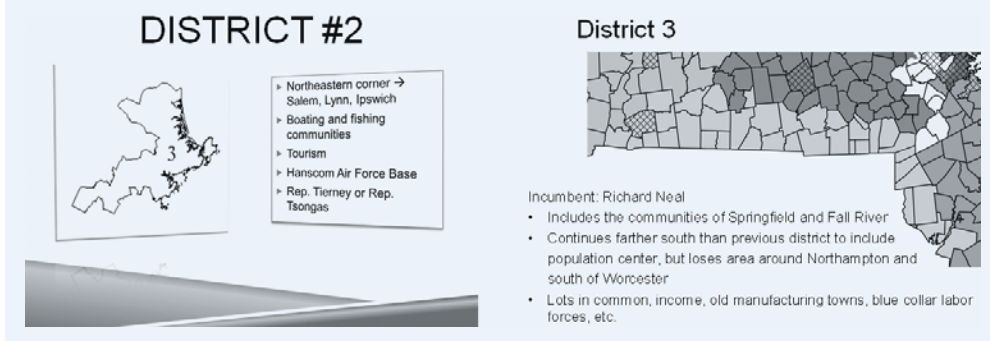 DISTRICT #2
3
Northeastern corner →
Salem, Lynn, Ipswich
Boating and fishing
communities
Tourism
Hanscom Air Force Base
Rep. Tierney or Rep.
Tsongas
District 3
Incumbent: Richard Neal
• Includes the communities of Springfield and Fall River
• Continues farther south than previous district to include
population center, but loses area around Northampton and
south of Worcester
• Lots in common, income, old manufacturing towns, blue collar labor
forces, etc.